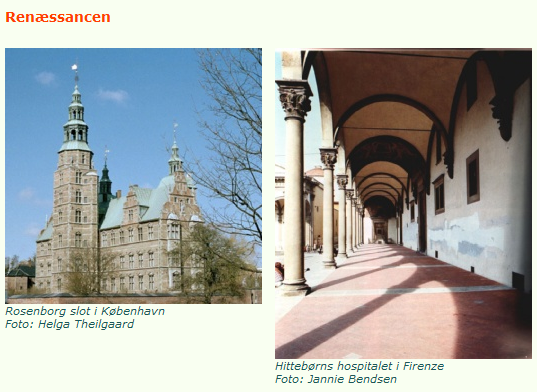 Renæssancen
Rosenborg slot i København
Foto: Helga Theilgaard
Hittebørns hospitalet i Firenze
Foto: Jannie Bendsen